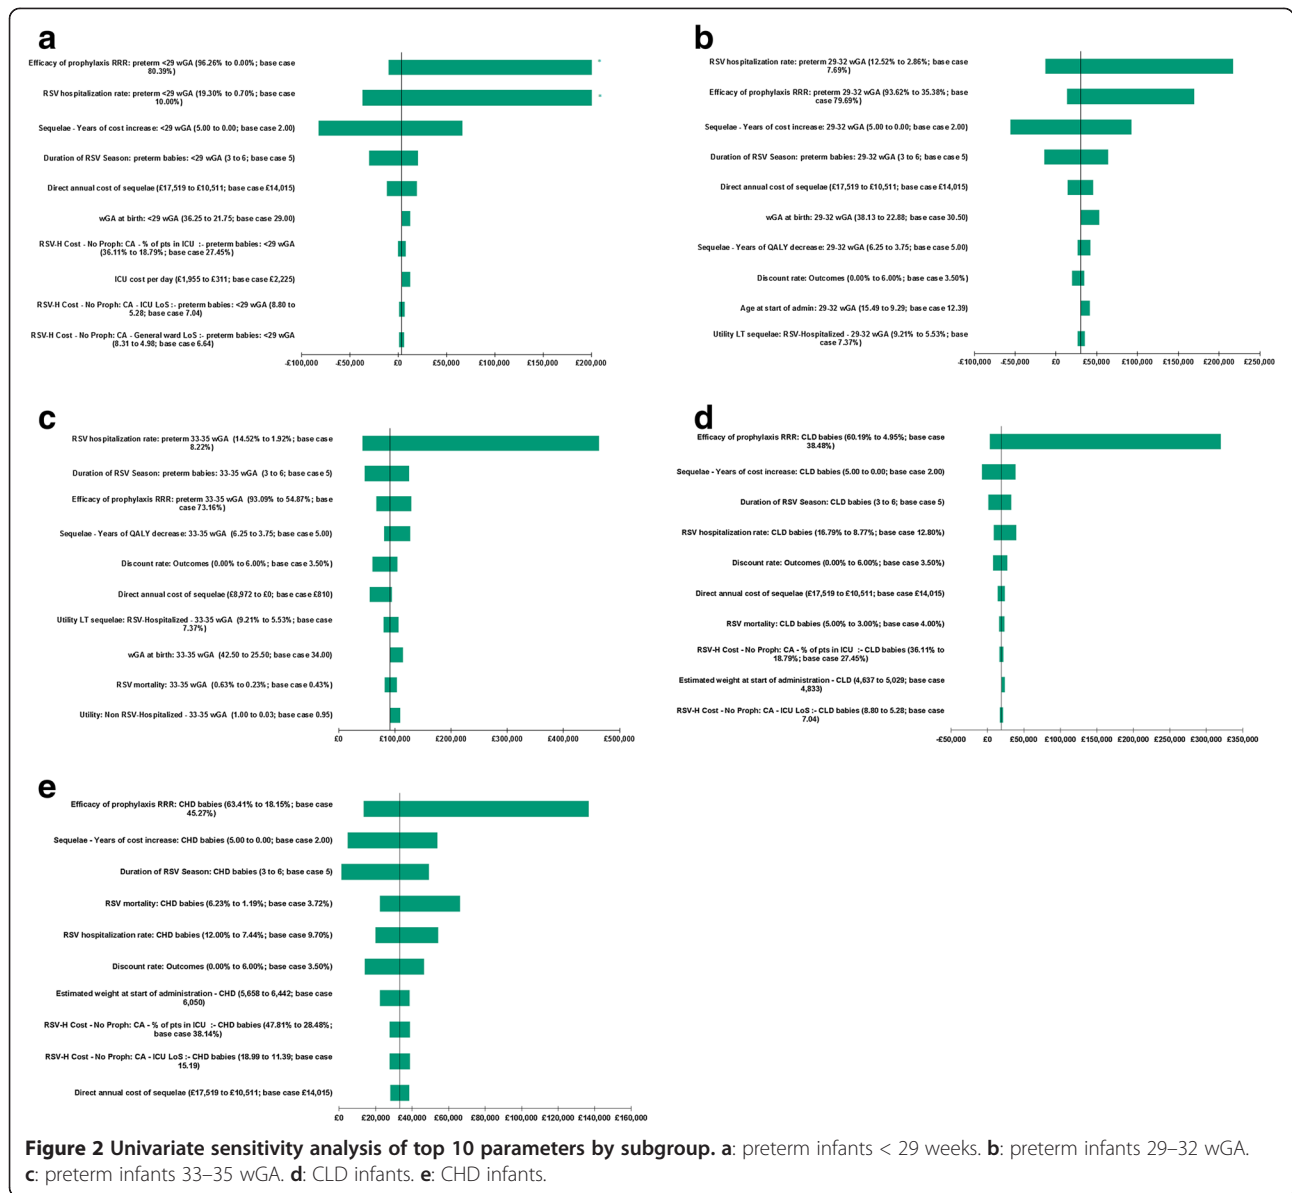 a
Efficacy of prophylaxis RRR: preterm <29 wGA (96.26% to 0.00%; base case
80.39%)
*
RSV hospitalization rate: preterm <29 wGA (19.30% to 0.70%; base case
10.00%)
*
Sequelae - Years of cost increase: <29 wGA (5.00 to 0.00; base case 2.00)
Duration of RSV Season: preterm babies: <29 wGA (3 to 6; base case 5)
Direct annual cost of sequelae (£17,519 to £10,511; base case £14,015)
wGA at birth: <29 wGA (36.25 to 21.75; base case 29.00)
RSV-H Cost - No Proph: CA - % of pts in ICU :- preterm babies: <29 wGA
(36.11% to 18.79%; base case 27.45%)
ICU cost per day (£1,955 to £311; base case £2,225)
RSV-H Cost - No Proph: CA - ICU LoS :- preterm babies: <29 wGA (8.80 to
5.28; base case 7.04)
RSV-H Cost - No Proph: CA - General ward LoS :- preterm babies: <29 wGA
(8.31 to 4.98; base case 6.64)
-£100,000 -£50,000 £0 £50,000 £100,000 £150,000 £200,000
b
RSV hospitalization rate: preterm 29-32 wGA (12.52% to 2.86%; base case
7.69%)
Efficacy of prophylaxis RRR: preterm 29-32 wGA (93.62% to 35.38%; base
case 79.69%)
Sequelae - Years of cost increase: 29-32 wGA (5.00 to 0.00; base case 2.00)
Duration of RSV Season: preterm babies: 29-32 wGA (3 to 6; base case 5)
Direct annual cost of sequelae (£17,519 to £10,511; base case £14,015)
wGA at birth: 29-32 wGA (38.13 to 22.88; base case 30.50)
Sequelae - Years of QALY decrease: 29-32 wGA (6.25 to 3.75; base case 5.00)
Discount rate: Outcomes (0.00% to 6.00%; base case 3.50%)
Age at start of admin: 29-32 wGA (15.49 to 9.29; base case 12.39)
Utility LT sequelae: RSV-Hospitalized - 29-32 wGA (9.21% to 5.53%; base
case 7.37%)
-£100,000 -£50,000 £0 £50,000 £100,000 £150,000 £200,000 £250,000
c
RSV hospitalization rate: preterm 33-35 wGA (14.52% to 1.92%; base case
8.22%)
Duration of RSV Season: preterm babies: 33-35 wGA (3 to 6; base case 5)
Efficacy of prophylaxis RRR: preterm 33-35 wGA (93.09% to 54.87%; base
case 73.16%)
Sequelae - Years of QALY decrease: 33-35 wGA (6.25 to 3.75; base case 5.00)
Discount rate: Outcomes (0.00% to 6.00%; base case 3.50%)
Direct annual cost of sequelae (£8,972 to £0; base case £810)
Utility LT sequelae: RSV-Hospitalized - 33-35 wGA (9.21% to 5.53%; base case
7.37%)
wGA at birth: 33-35 wGA (42.50 to 25.50; base case 34.00)
RSV mortality: 33-35 wGA (0.63% to 0.23%; base case 0.43%)
Utility: Non RSV-Hospitalized - 33-35 wGA (1.00 to 0.03; base case 0.95)
£0 £100,000 £200,000 £300,000 £400,000 £500,000
d
Efficacy of prophylaxis RRR: CLD babies (60.19% to 4.95%; base case
38.48%)
Sequelae - Years of cost increase: CLD babies (5.00 to 0.00; base case 2.00)
Duration of RSV Season: CLD babies (3 to 6; base case 5)
RSV hospitalization rate: CLD babies (16.79% to 8.77%; base case 12.80%)
Discount rate: Outcomes (0.00% to 6.00%; base case 3.50%)
Direct annual cost of sequelae (£17,519 to £10,511; base case £14,015)
RSV mortality: CLD babies (5.00% to 3.00%; base case 4.00%)
RSV-H Cost - No Proph: CA - % of pts in ICU :- CLD babies (36.11% to
18.79%; base case 27.45%)
Estimated weight at start of administration - CLD (4,637 to 5,029; base case
4,833)
RSV-H Cost - No Proph: CA - ICU LoS :- CLD babies (8.80 to 5.28; base case
7.04)
-£50,000 £0 £50,000 £100,000 £150,000 £200,000 £250,000 £300,000 £350,000
e
Efficacy of prophylaxis RRR: CHD babies (63.41% to 18.15%; base case
45.27%)
Sequelae - Years of cost increase: CHD babies (5.00 to 0.00; base case 2.00)
Duration of RSV Season: CHD babies (3 to 6; base case 5)
RSV mortality: CHD babies (6.23% to 1.19%; base case 3.72%)
RSV hospitalization rate: CHD babies (12.00% to 7.44%; base case 9.70%)
Discount rate: Outcomes (0.00% to 6.00%; base case 3.50%)
Estimated weight at start of administration - CHD (5,658 to 6,442; base case
6,050)
RSV-H Cost - No Proph: CA - % of pts in ICU :- CHD babies (47.81% to 28.48%;
base case 38.14%)
RSV-H Cost - No Proph: CA - ICU LoS :- CHD babies (18.99 to 11.39; base case
15.19)
Direct annual cost of sequelae (£17,519 to £10,511; base case £14,015)
£0 £20,000 £40,000 £60,000 £80,000 £100,000 £120,000 £140,000 £160,000
Figure 2 Univariate sensitivity analysis of top 10 parameters by subgroup. a: preterm infants < 29 weeks. b: preterm infants 29–32 wGA.
c: preterm infants 33–35 wGA. d: CLD infants. e: CHD infants.